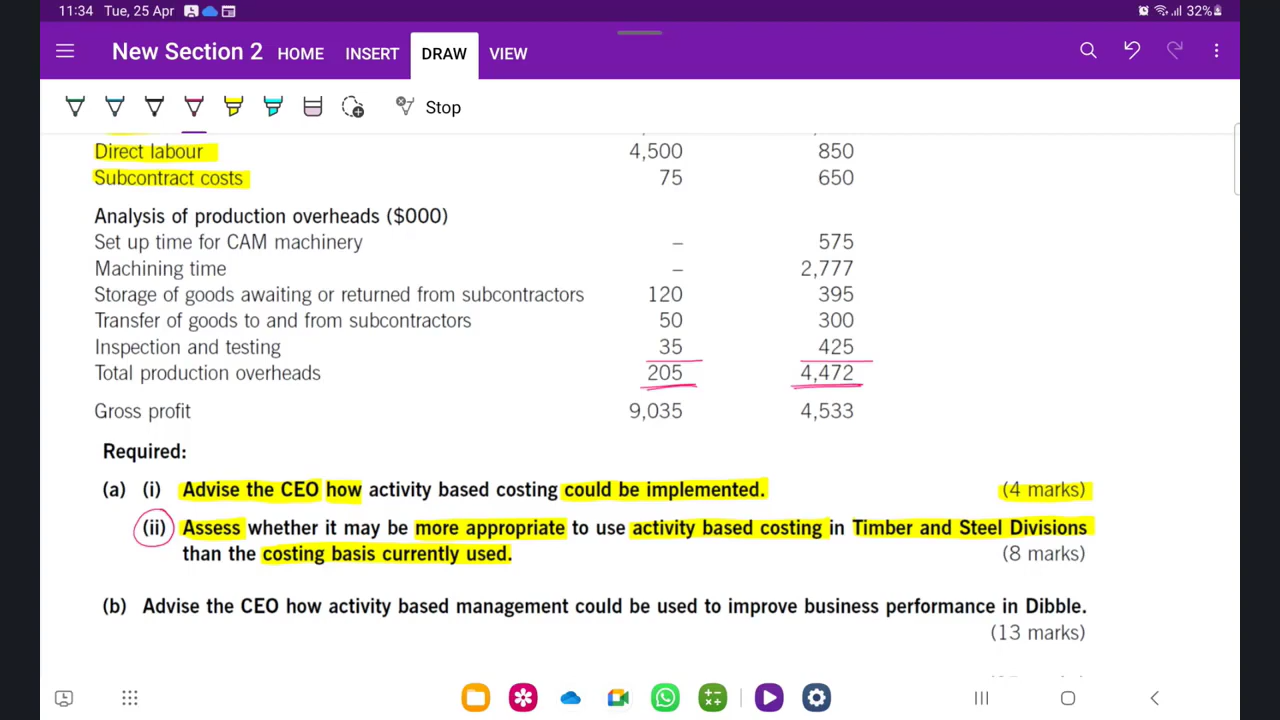 11:34 Tue, 25 Apr 32%
New Section 2 HOME INSERT DRAW VIEW
Stop
Direct labour 4,500 850
Subcontract costs 75 650
Analysis of production overheads ($000)
Set up time for CAM machinery – 575
Machining time – 2,777
Storage of goods awaiting or returned from subcontractors 120 395
Transfer of goods to and from subcontractors 50 300
Inspection and testing 35 425
Total production overheads 205 4,472
Gross profit 9,035 4,533
Required:
(a) (i) Advise the CEO how activity based costing could be implemented. (4 marks)
(ii) Assess whether it may be more appropriate to use activity based costing in Timber and Steel Divisions
than the costing basis currently used. (8 marks)
(b) Advise the CEO how activity based management could be used to improve business performance in Dibble.
(13 marks)